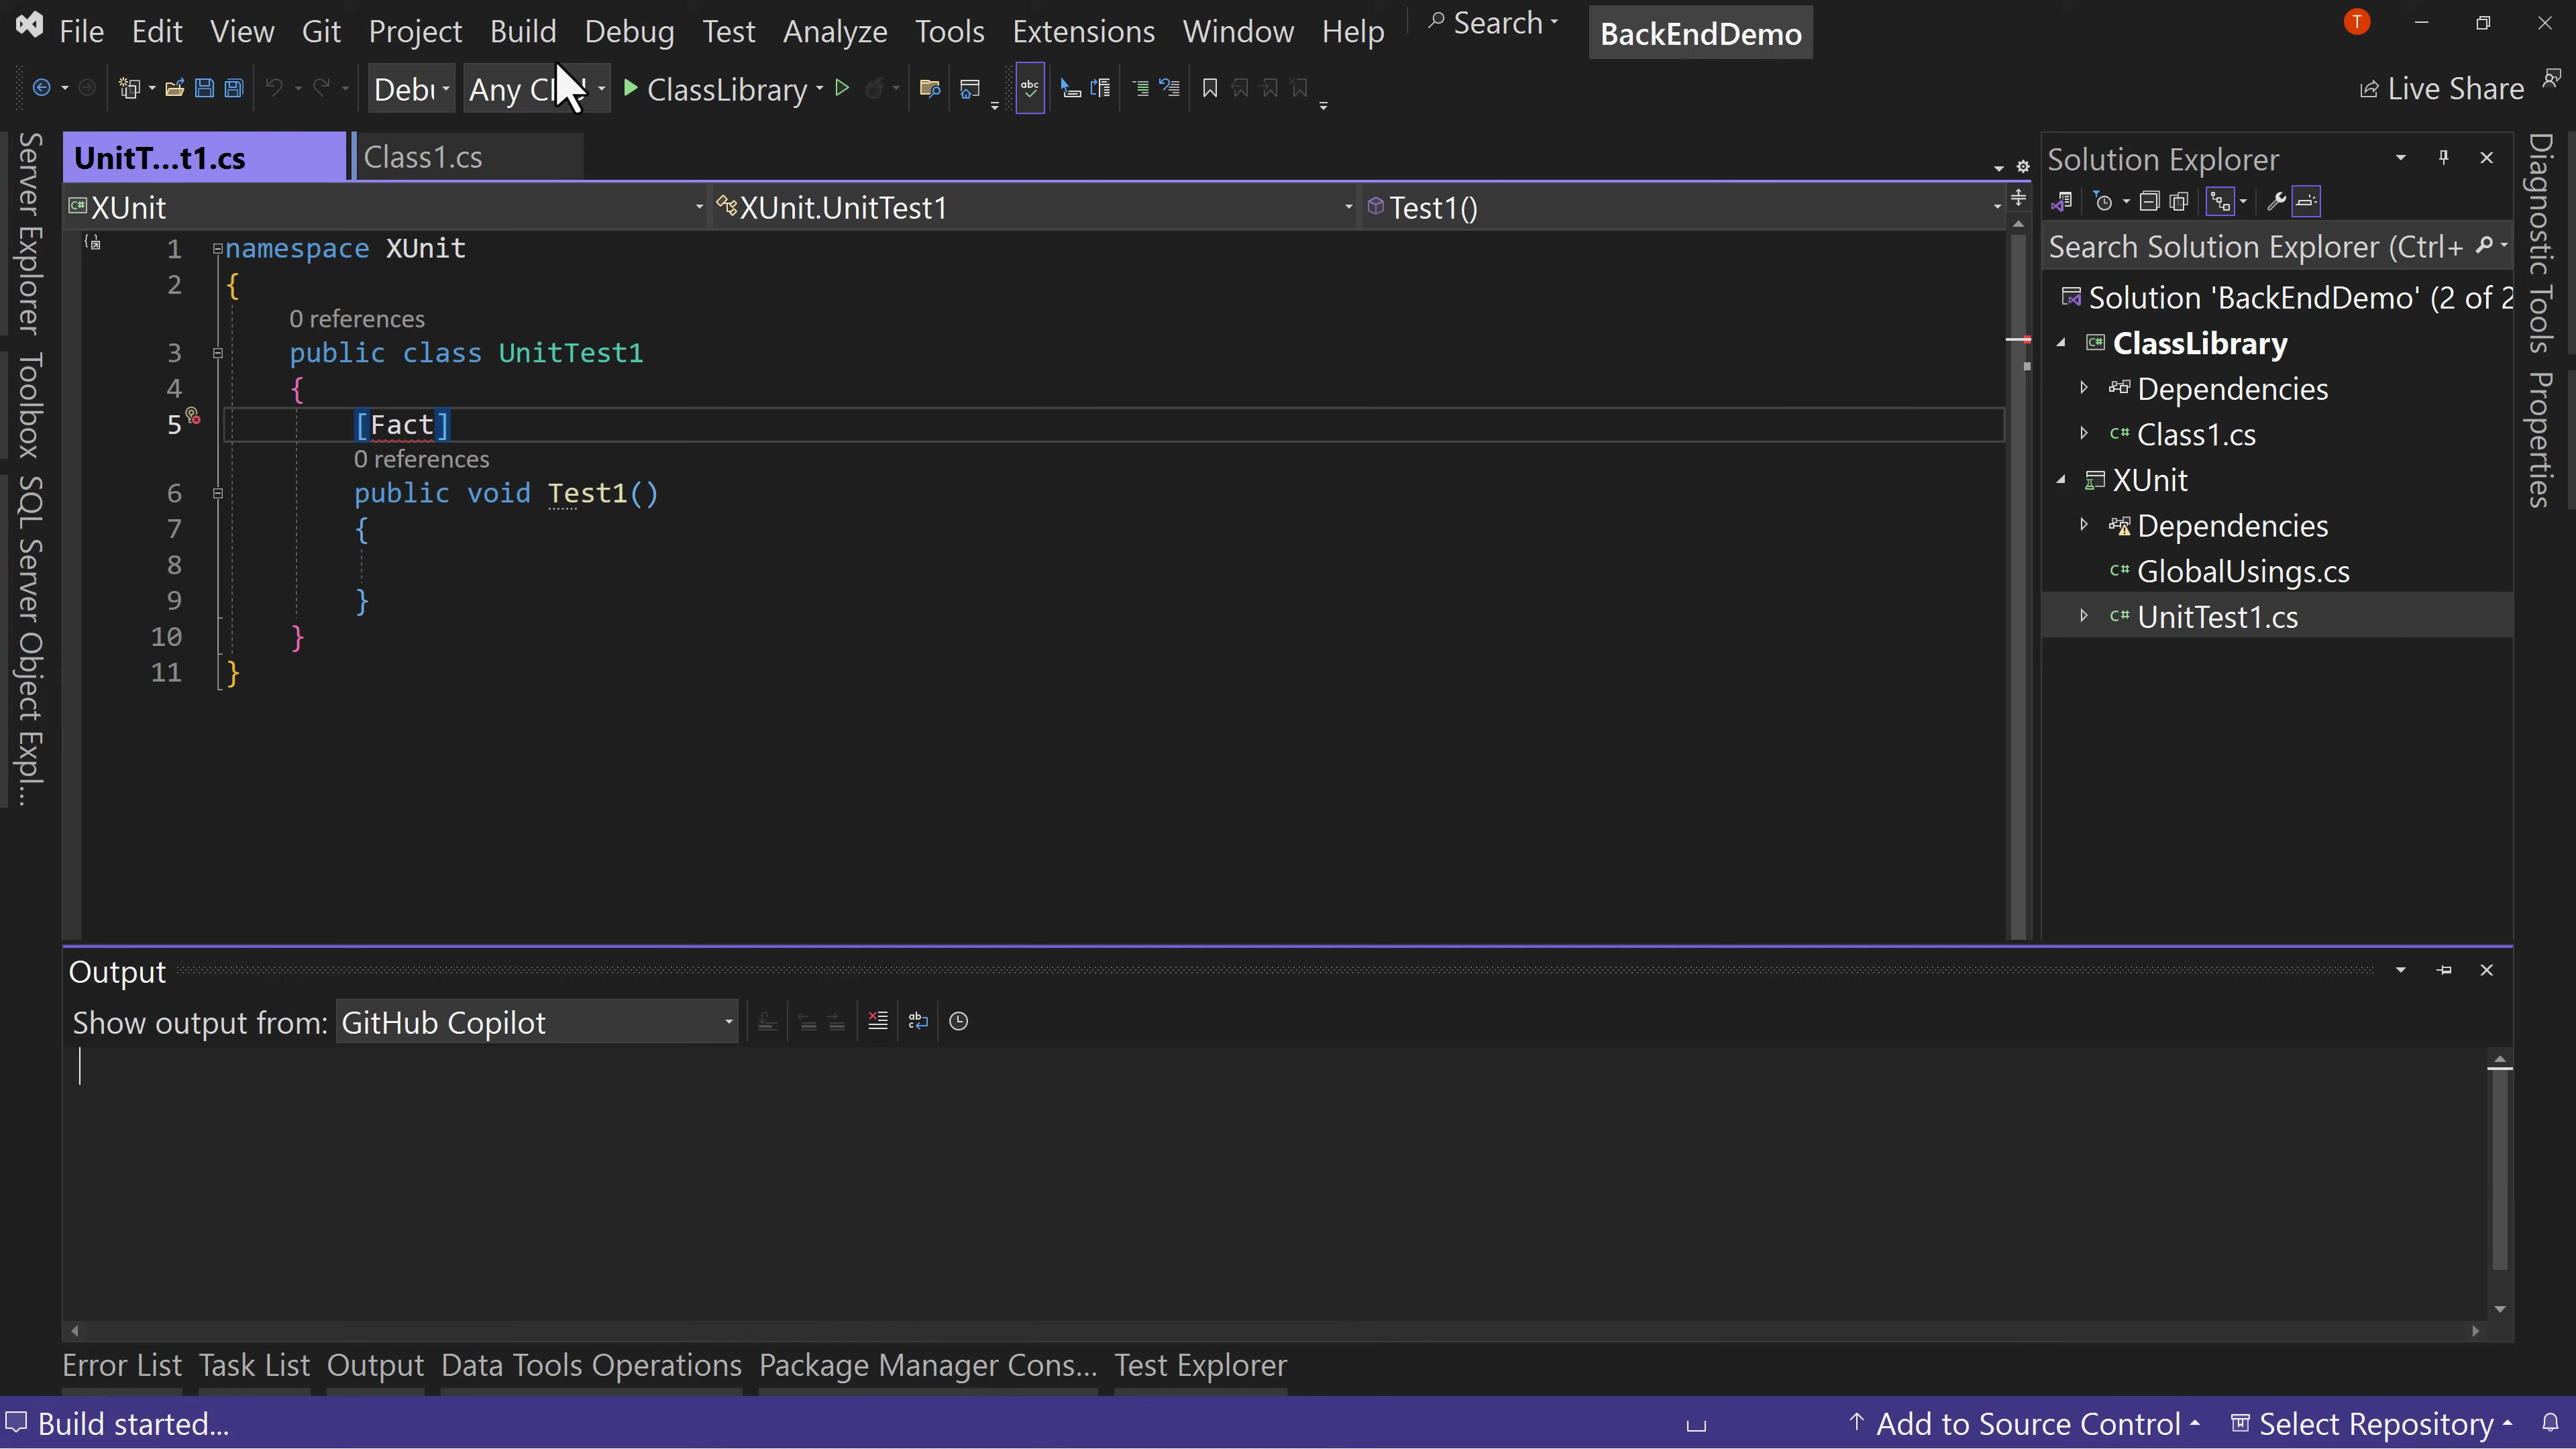 File Edit View Git Project Build Debug Test Analyze Tools Extensions Window Help Search BackEndDemo T
Debu Any ClassLibrary abc Live Share
UnitT...t1.cs Class1.cs
XUnit XUnit.UnitTest1 Test1()
1 namespace XUnit
2 {
0 references
3 public class UnitTest1
4 {
5 [Fact]
0 references
6 public void Test1()
7 {
8
9 }
10 }
11 }
Server Explorer
Toolbox
SQL Server Object Expl...
Solution Explorer
Search Solution Explorer (Ctrl+
Solution 'BackEndDemo' (2 of 2
ClassLibrary
Dependencies
C# Class1.cs
XUnit
Dependencies
C# GlobalUsings.cs
C# UnitTest1.cs
Diagnostic Tools
Properties
Output
Show output from: GitHub Copilot
Error List Task List Output Data Tools Operations Package Manager Cons... Test Explorer
Build started... Add to Source Control Select Repository